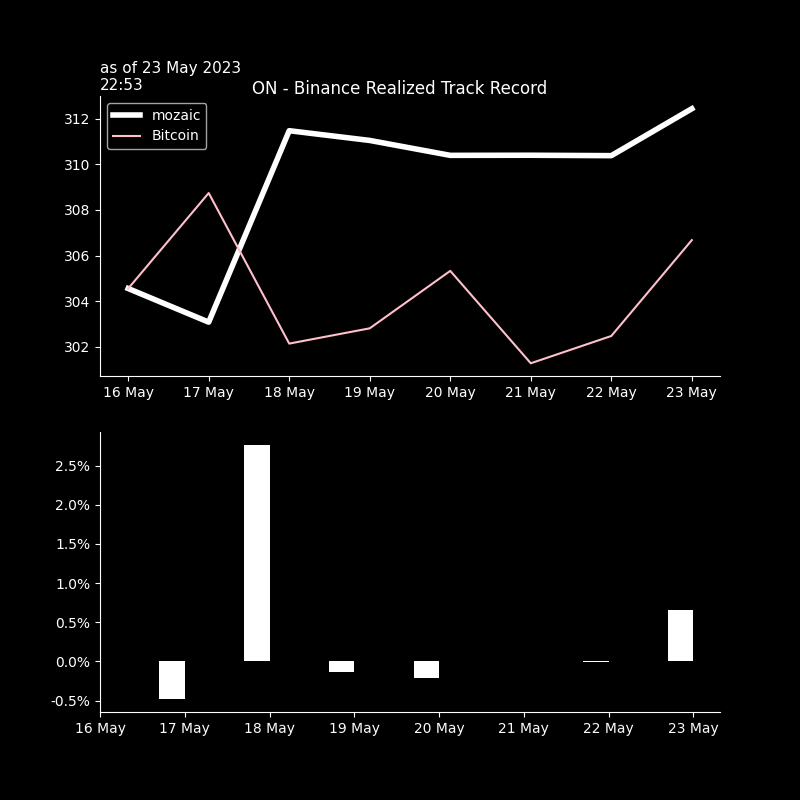 as of 23 May 2023
22:53
ON - Binance Realized Track Record
mozaic
Bitcoin
312
310
308
306
304
302
16 May 17 May 18 May 19 May 20 May 21 May 22 May 23 May
2.5%
2.0%
1.5%
1.0%
0.5%
0.0%
-0.5%
16 May 17 May 18 May 19 May 20 May 21 May 22 May 23 May